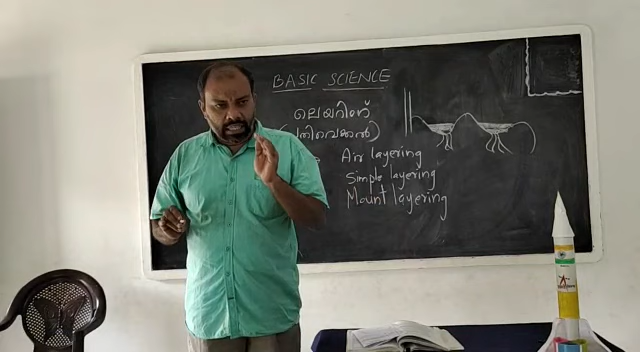 BASIC SCIENCE
ലെയറിംഗ്
(പതിവെക്കൽ)
Air layering
Simple layering
Mount layering